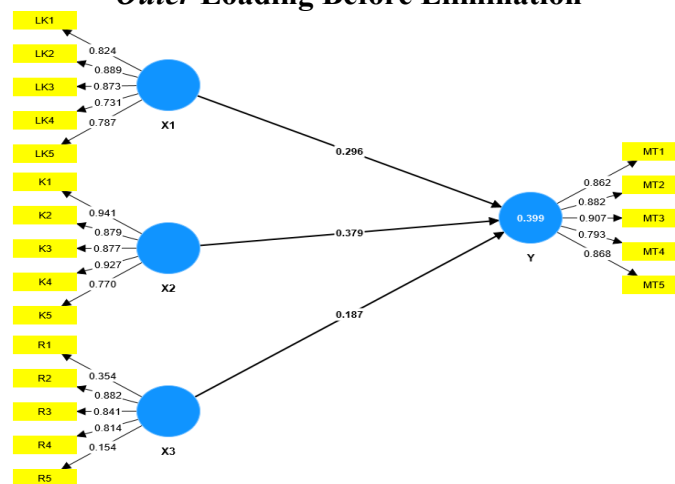 Outer Loading Before Elimination
LK1
LK2
LK3
LK4
LK5
0.824
0.889
0.873
0.731
0.787
X1
K1
K2
K3
K4
K5
0.941
0.879
0.877
0.927
0.770
X2
R1
R2
R3
R4
R5
0.354
0.882
0.841
0.814
0.154
X3
0.296
0.379
0.187
0.399
Y
0.862
0.882
0.907
0.793
0.868
MT1
MT2
MT3
MT4
MT5